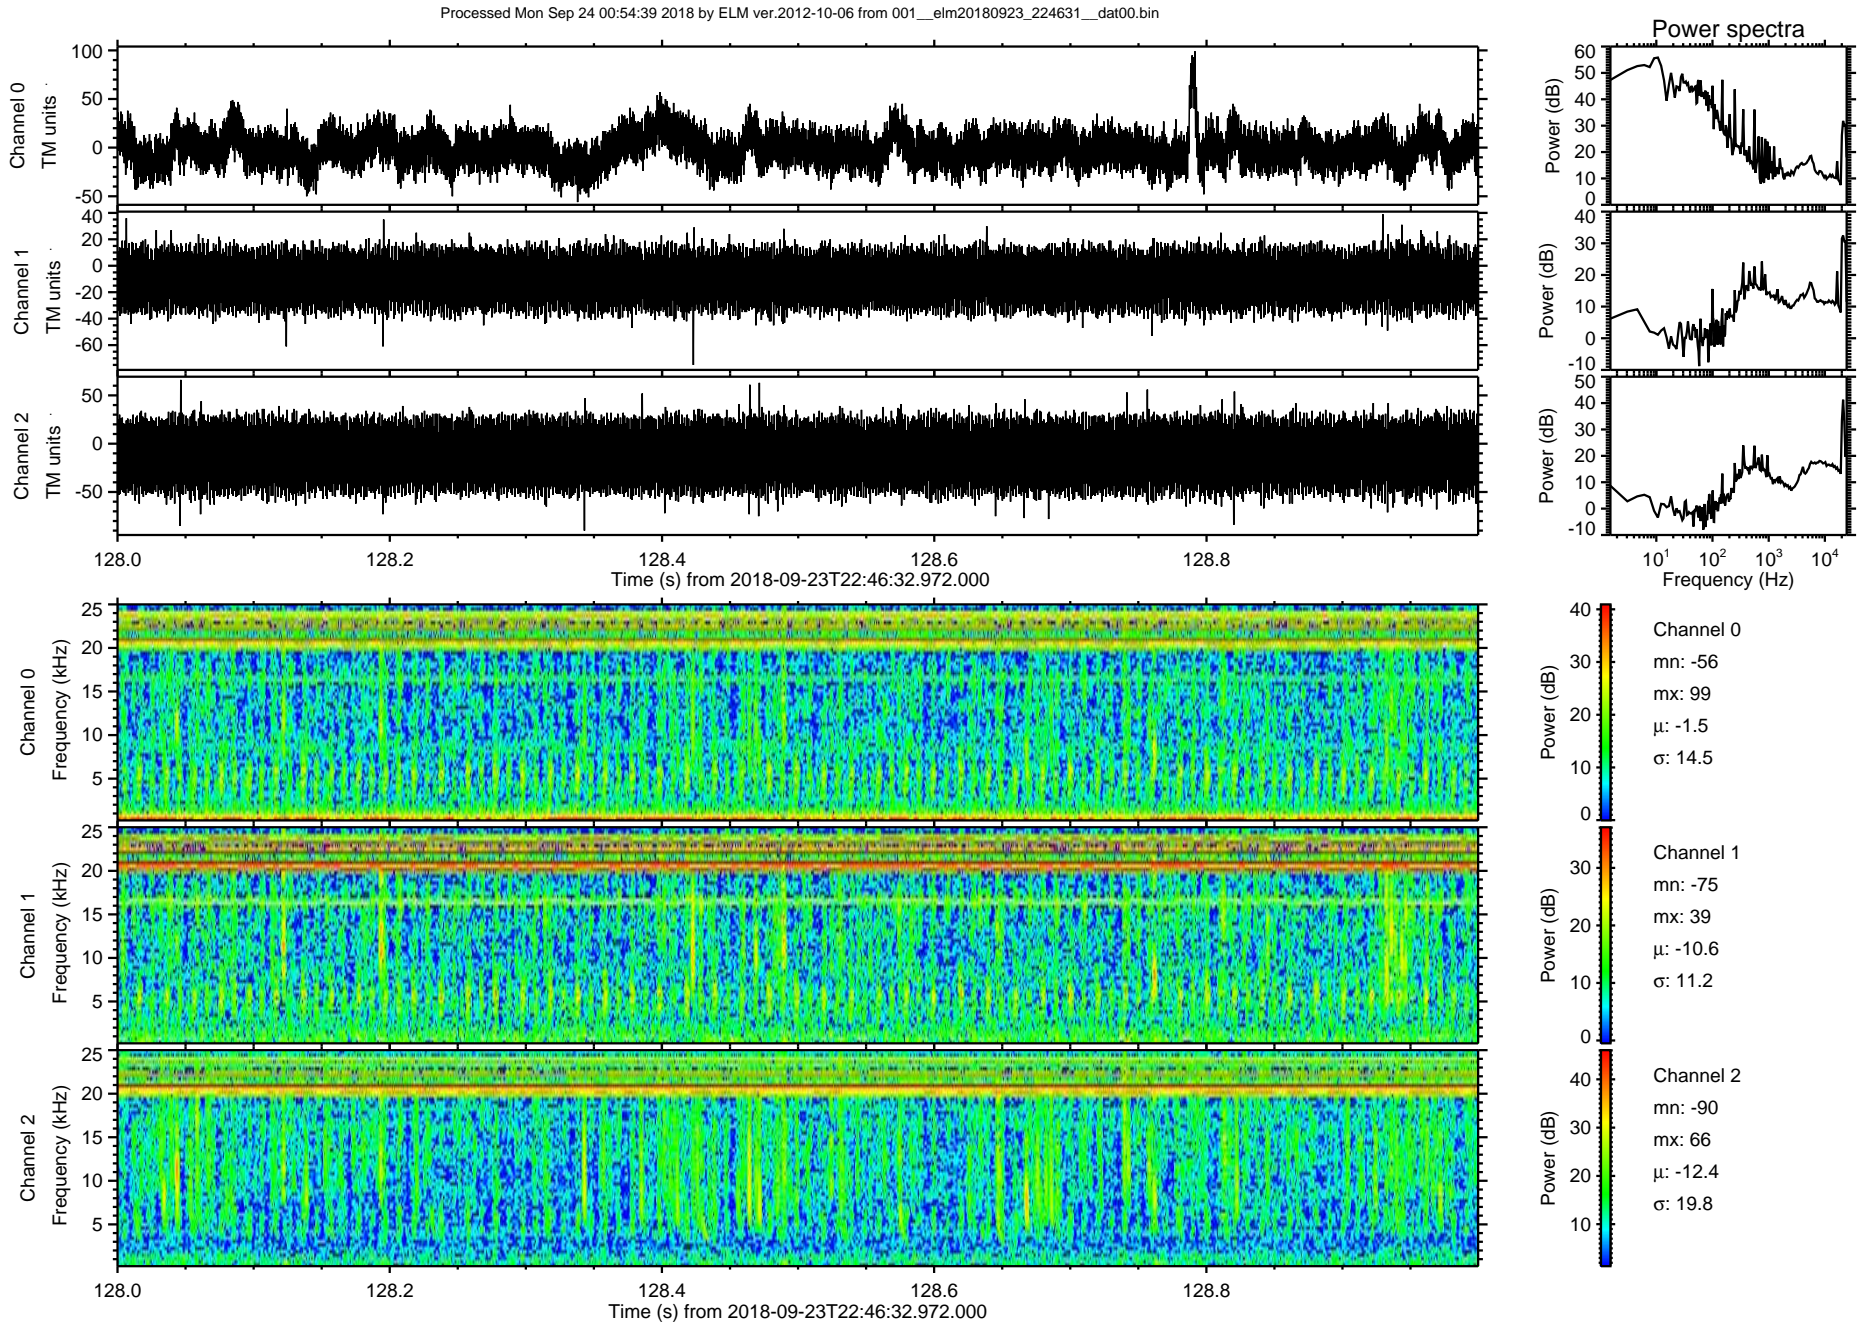 Processed Mon Sep 24 00:54:39 2018 by ELM ver.2012-10-06 from 001__elm20180923_224631__dat00.bin
Power spectra
Channel 0
TM units
100
50
0
-50
Power (dB)
60
50
40
30
20
10
0
Channel 1
TM units
40
20
0
-20
-40
-60
Power (dB)
40
30
20
10
0
-10
Channel 2
TM units
50
0
-50
Power (dB)
50
40
30
20
10
0
-10
128.0 128.2 128.4 128.6 128.8
Time (s) from 2018-09-23T22:46:32.972.000
10^1 10^2 10^3 10^4
Frequency (Hz)
Channel 0
Frequency (kHz)
25
20
15
10
5
Power (dB)
40
30
20
10
0
Channel 0
mn: -56
mx: 99
μ: -1.5
σ: 14.5
Channel 1
Frequency (kHz)
25
20
15
10
5
Power (dB)
30
20
10
0
Channel 1
mn: -75
mx: 39
μ: -10.6
σ: 11.2
Channel 2
Frequency (kHz)
25
20
15
10
5
Power (dB)
40
30
20
10
Channel 2
mn: -90
mx: 66
μ: -12.4
σ: 19.8
128.0 128.2 128.4 128.6 128.8
Time (s) from 2018-09-23T22:46:32.972.000